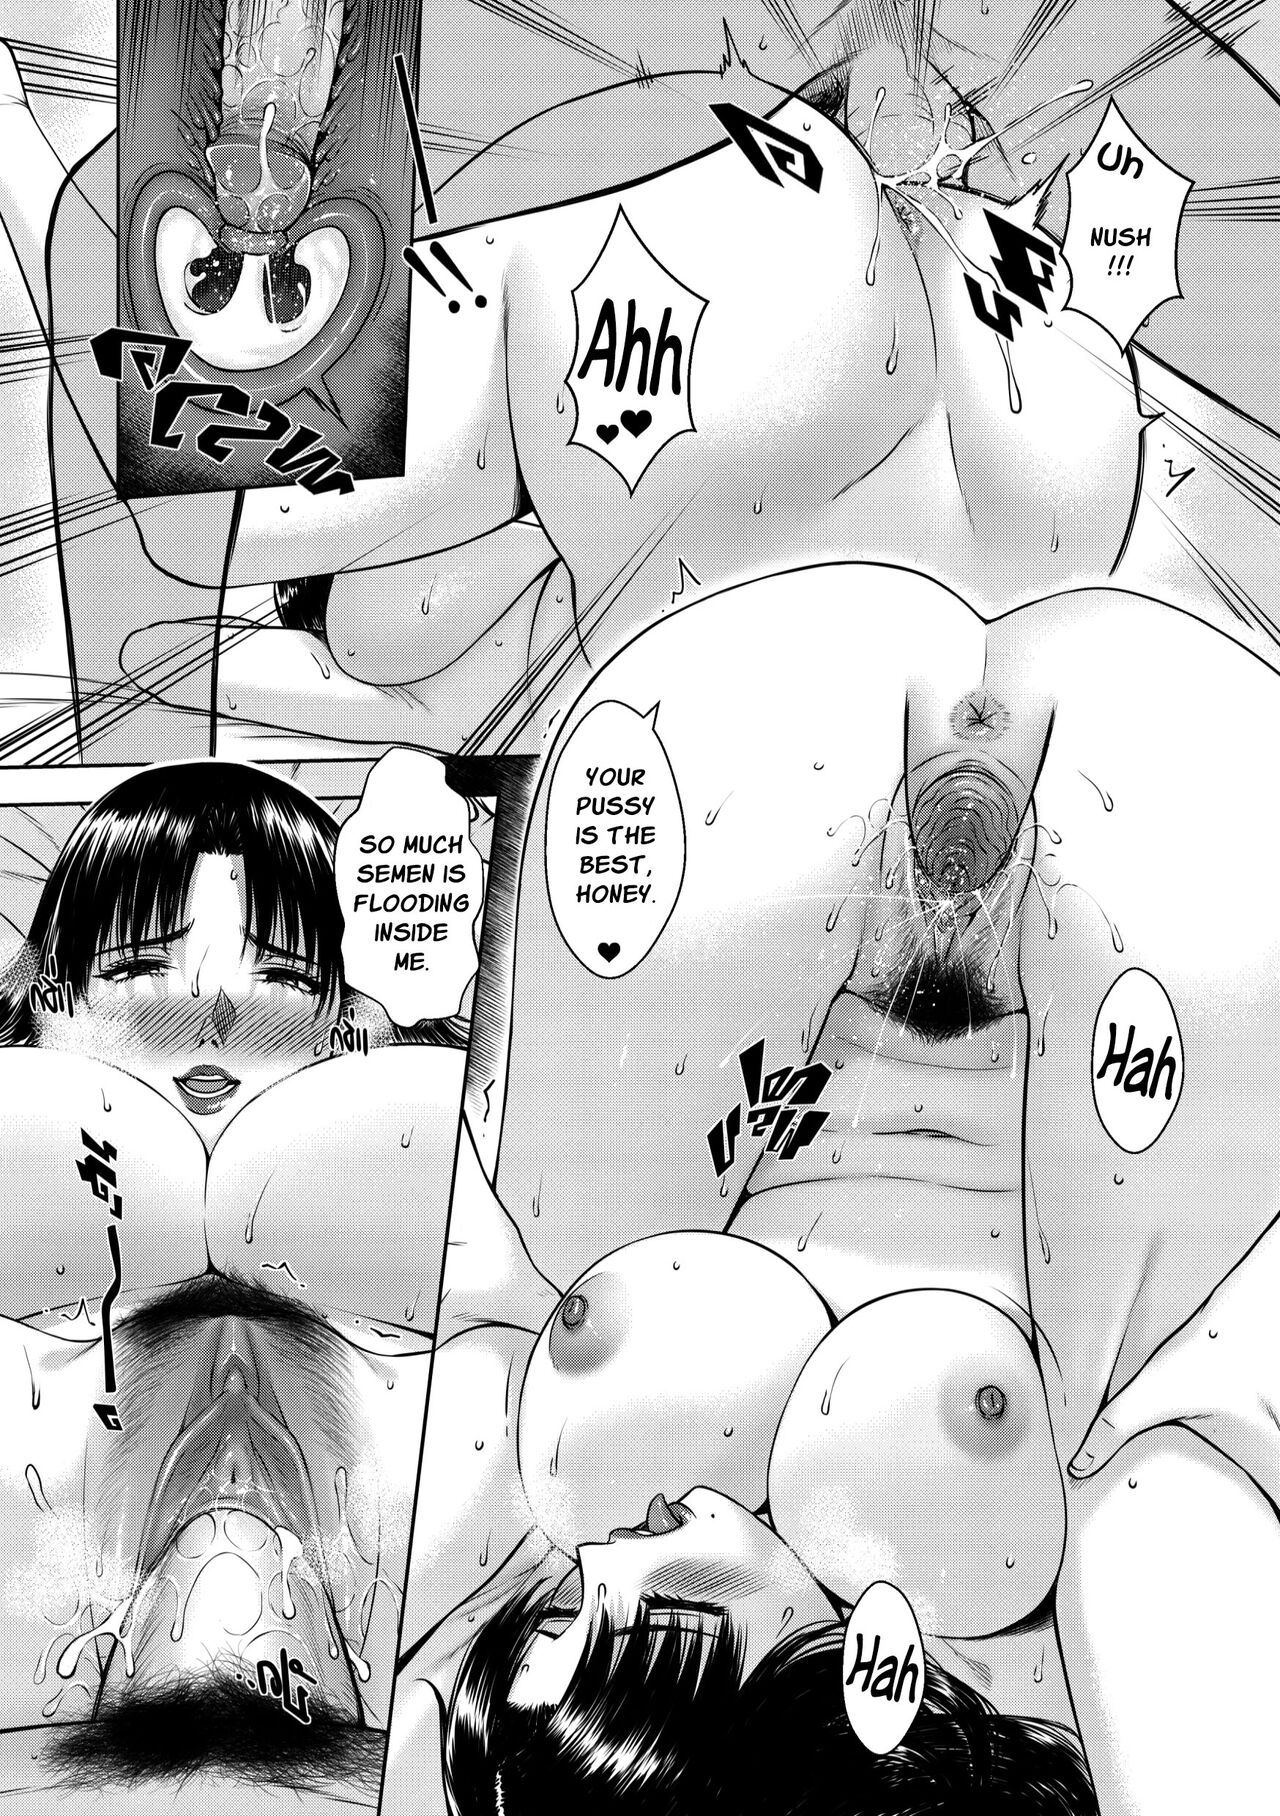 Uh
NUSH
!!!
Ahh
YOUR
PUSSY
IS THE
BEST,
HONEY.
SO MUCH
SEMEN IS
FLOODING
INSIDE
ME.
Hah
Hah